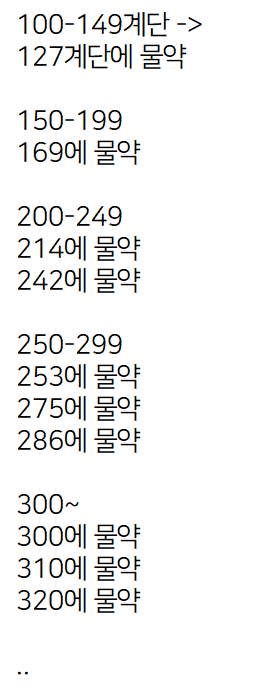 100-149계단 ->
127계단에 물약
150-199
169에 물약
200-249
214에 물약
242에 물약
250-299
253에 물약
275에 물약
286에 물약
300~
300에 물약
310에 물약
320에 물약
..